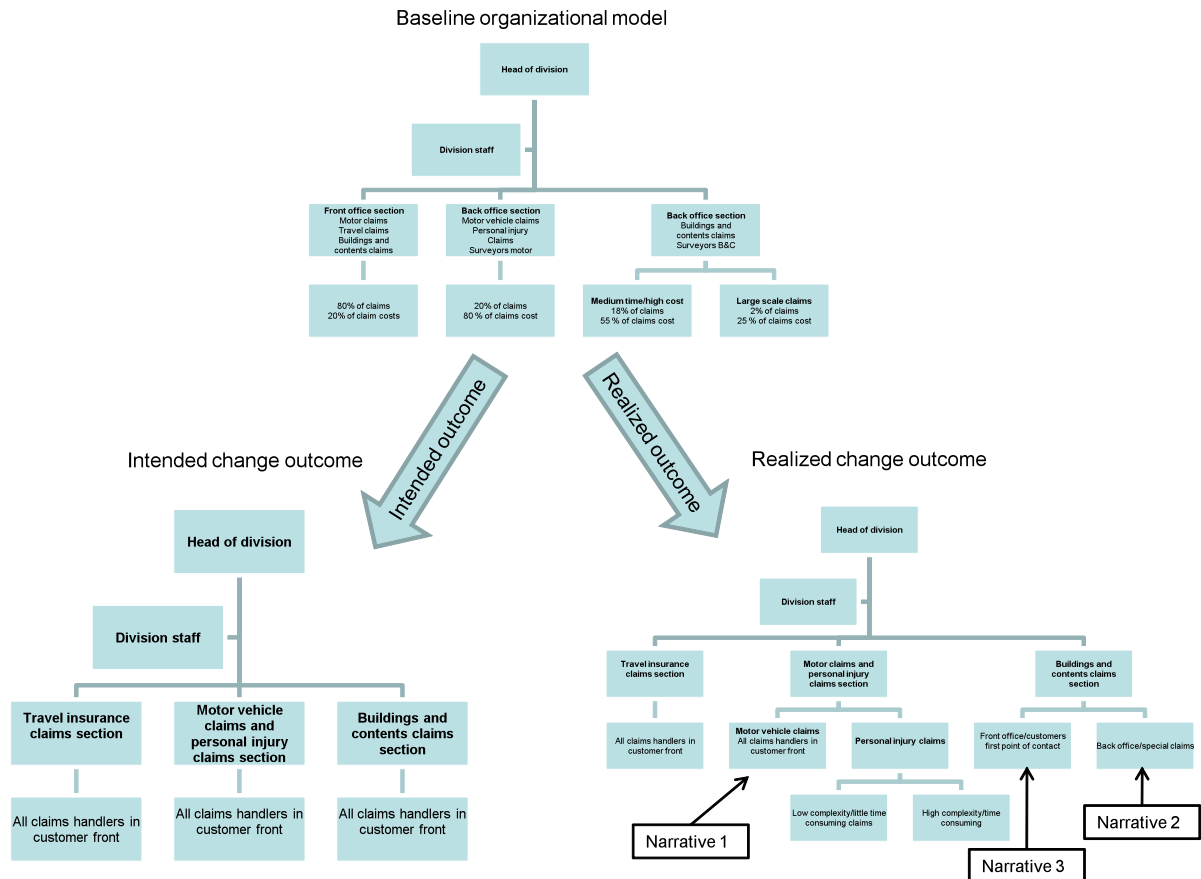 Baseline organizational model
Head of division
Division staff
Front office section
Motor claims
Travel claims
Buildings and
contents claims
Back office section
Motor vehicle claims
Personal injury
Claims
Surveyors motor
Back office section
Buildings and
contents claims
Surveyors B&C
80% of claims
20% of claim costs
20% of claims
80 % of claims cost
Medium time/high cost
18% of claims
55 % of claims cost
Large scale claims
2% of claims
25 % of claims cost
Intended outcome
Realized outcome
Intended change outcome
Head of division
Division staff
Travel insurance
claims section
Motor vehicle
claims and
personal injury
claims section
Buildings and
contents claims
section
All claims handlers in
customer front
All claims handlers in
customer front
All claims handlers in
customer front
Realized change outcome
Head of division
Division staff
Travel insurance
claims section
Motor claims and
personal injury
claims section
Buildings and
contents claims
section
All claims handlers in
customer front
Motor vehicle claims
All claims handlers in
customer front
Personal injury claims
Front office/customers
first point of contact
Back office/special claims
Low complexity/little time
consuming claims
High complexity/time
consuming
Narrative 1
Narrative 2
Narrative 3